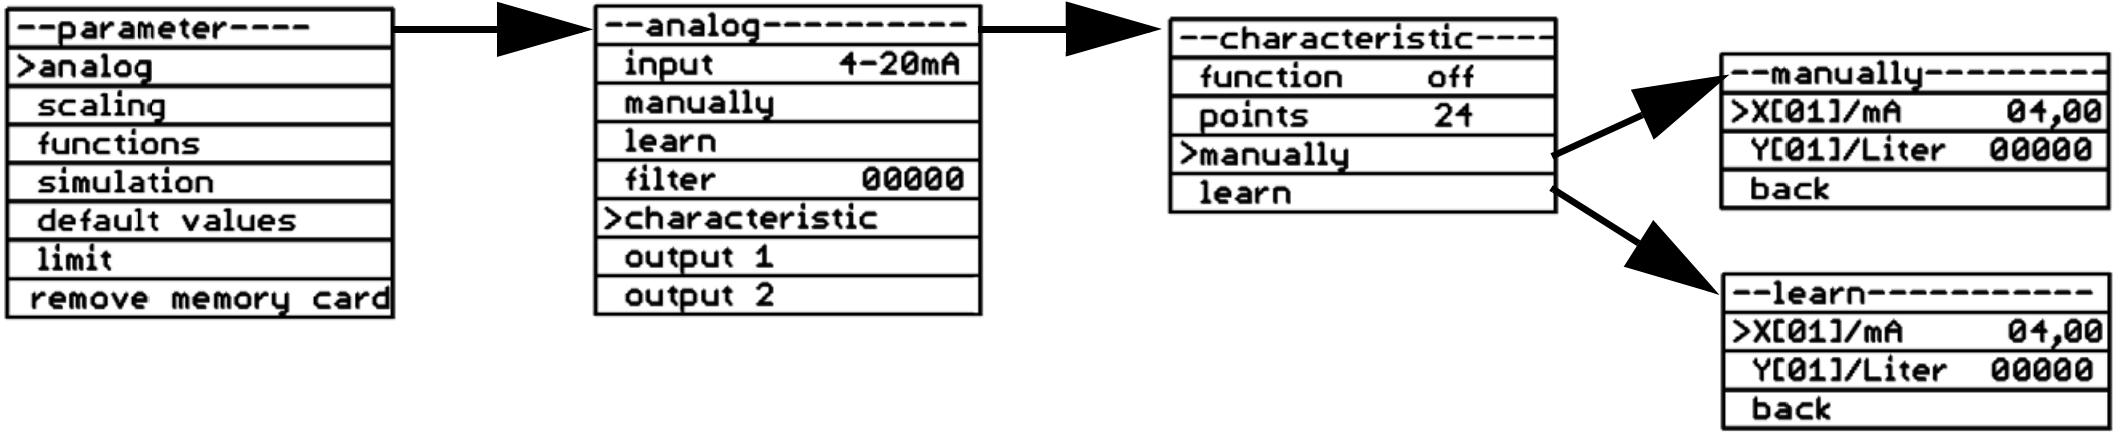 --parameter----
>analog
scaling
functions
simulation
default values
limit
remove memory card
--analog-----------
input 4-20mA
manually
learn
filter 00000
>characteristic
output 1
output 2
--characteristic----
function off
points 24
>manually
learn
--manually----------
>X[01]/mA 04,00
Y[01]/Liter 00000
back
--learn------------
>X[01]/mA 04,00
Y[01]/Liter 00000
back